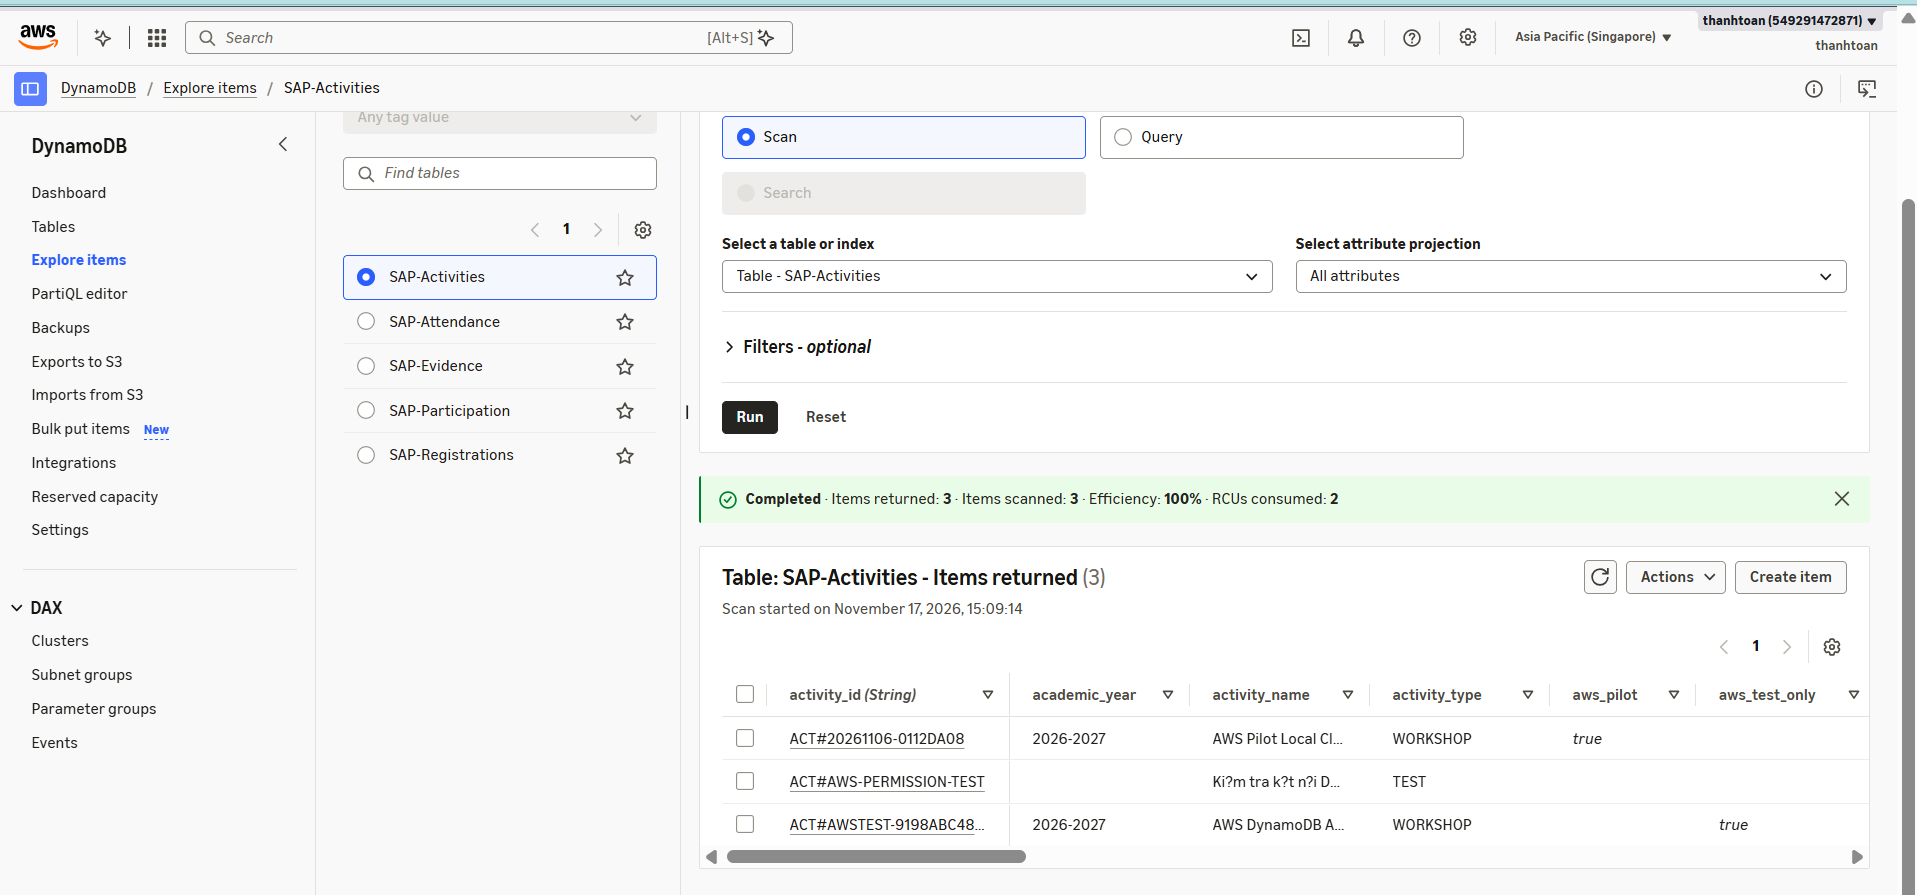 aws
Search
[Alt+S]
Asia Pacific (Singapore)
thanhtoan (549291472871)
thanhtoan
DynamoDB / Explore items / SAP-Activities
DynamoDB
Dashboard
Tables
Explore items
PartiQL editor
Backups
Exports to S3
Imports from S3
Bulk put items New
Integrations
Reserved capacity
Settings
DAX
Clusters
Subnet groups
Parameter groups
Events
Any tag value
Find tables
1
SAP-Activities
SAP-Attendance
SAP-Evidence
SAP-Participation
SAP-Registrations
Scan
Query
Search
Select a table or index
Table - SAP-Activities
Select attribute projection
All attributes
Filters - optional
Run
Reset
Completed · Items returned: 3 · Items scanned: 3 · Efficiency: 100% · RCUs consumed: 2
Table: SAP-Activities - Items returned (3)
Scan started on November 17, 2026, 15:09:14
Actions
Create item
1
activity_id (String) academic_year activity_name activity_type aws_pilot aws_test_only
ACT#20261106-0112DA08 2026-2027 AWS Pilot Local Cl... WORKSHOP true
ACT#AWS-PERMISSION-TEST Ki?m tra k?t n?i D... TEST
ACT#AWSTEST-9198ABC48... 2026-2027 AWS DynamoDB A... WORKSHOP true